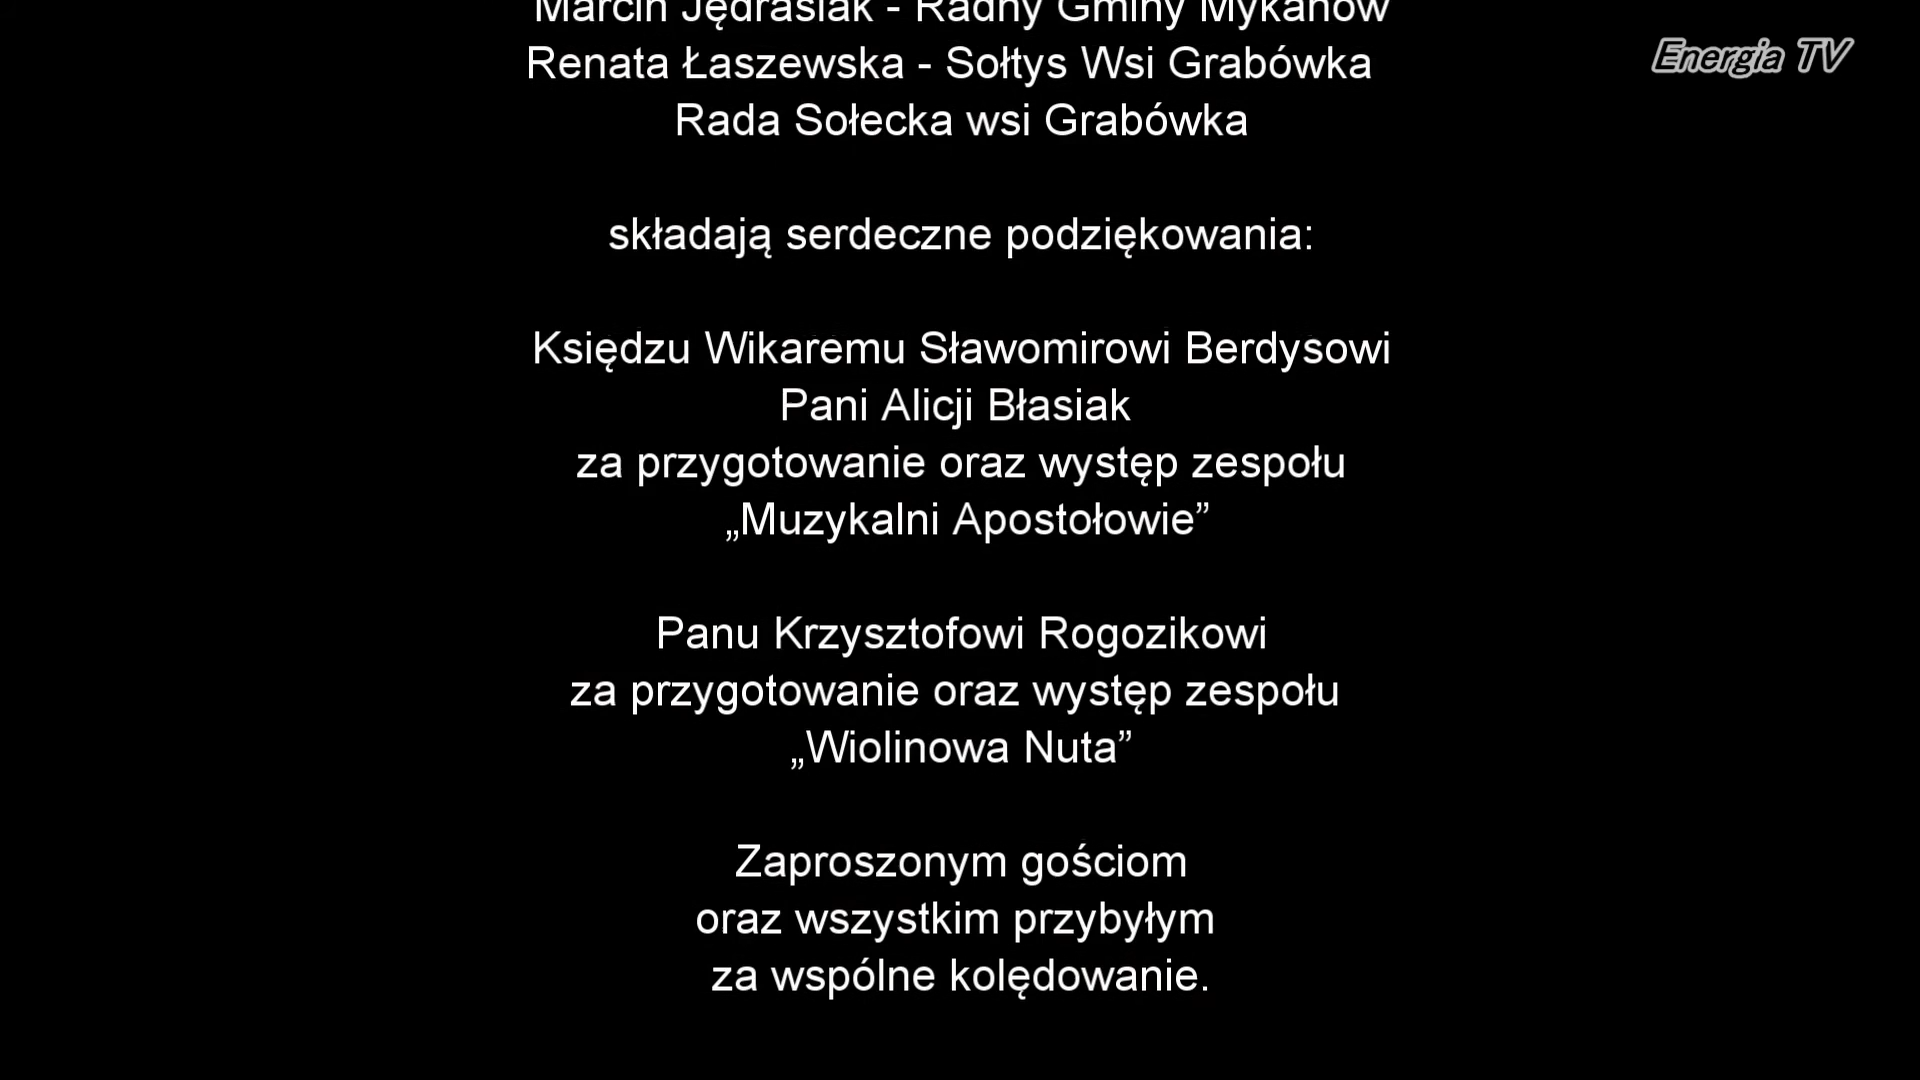 Marcin Jędrasiak - Radny Gminy Mykanów
Renata Łaszewska - Sołtys Wsi Grabówka
Rada Sołecka wsi Grabówka
składają serdeczne podziękowania:
Księdzu Wikaremu Sławomirowi Berdysowi
Pani Alicji Błasiak
za przygotowanie oraz występ zespołu
„Muzykalni Apostołowie”
Panu Krzysztofowi Rogozikowi
za przygotowanie oraz występ zespołu
„Wiolinowa Nuta”
Zaproszonym gościom
oraz wszystkim przybyłym
za wspólne kolędowanie.
Energia TV